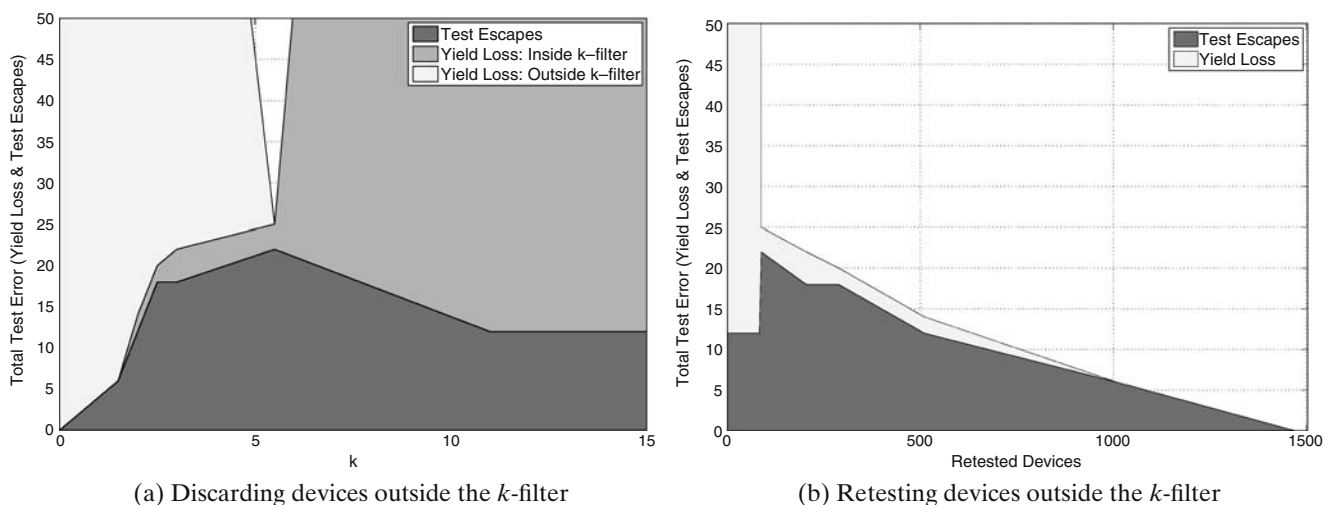 Total Test Error (Yield Loss & Test Escapes)
50
45
40
35
30
25
20
15
10
5
0
0
5
10
15
k
Test Escapes
Yield Loss: Inside k–filter
Yield Loss: Outside k–filter
(a) Discarding devices outside the k-filter
Total Test Error (Yield Loss & Test Escapes)
50
45
40
35
30
25
20
15
10
5
0
0
500
1000
1500
Retested Devices
Test Escapes
Yield Loss
(b) Retesting devices outside the k-filter